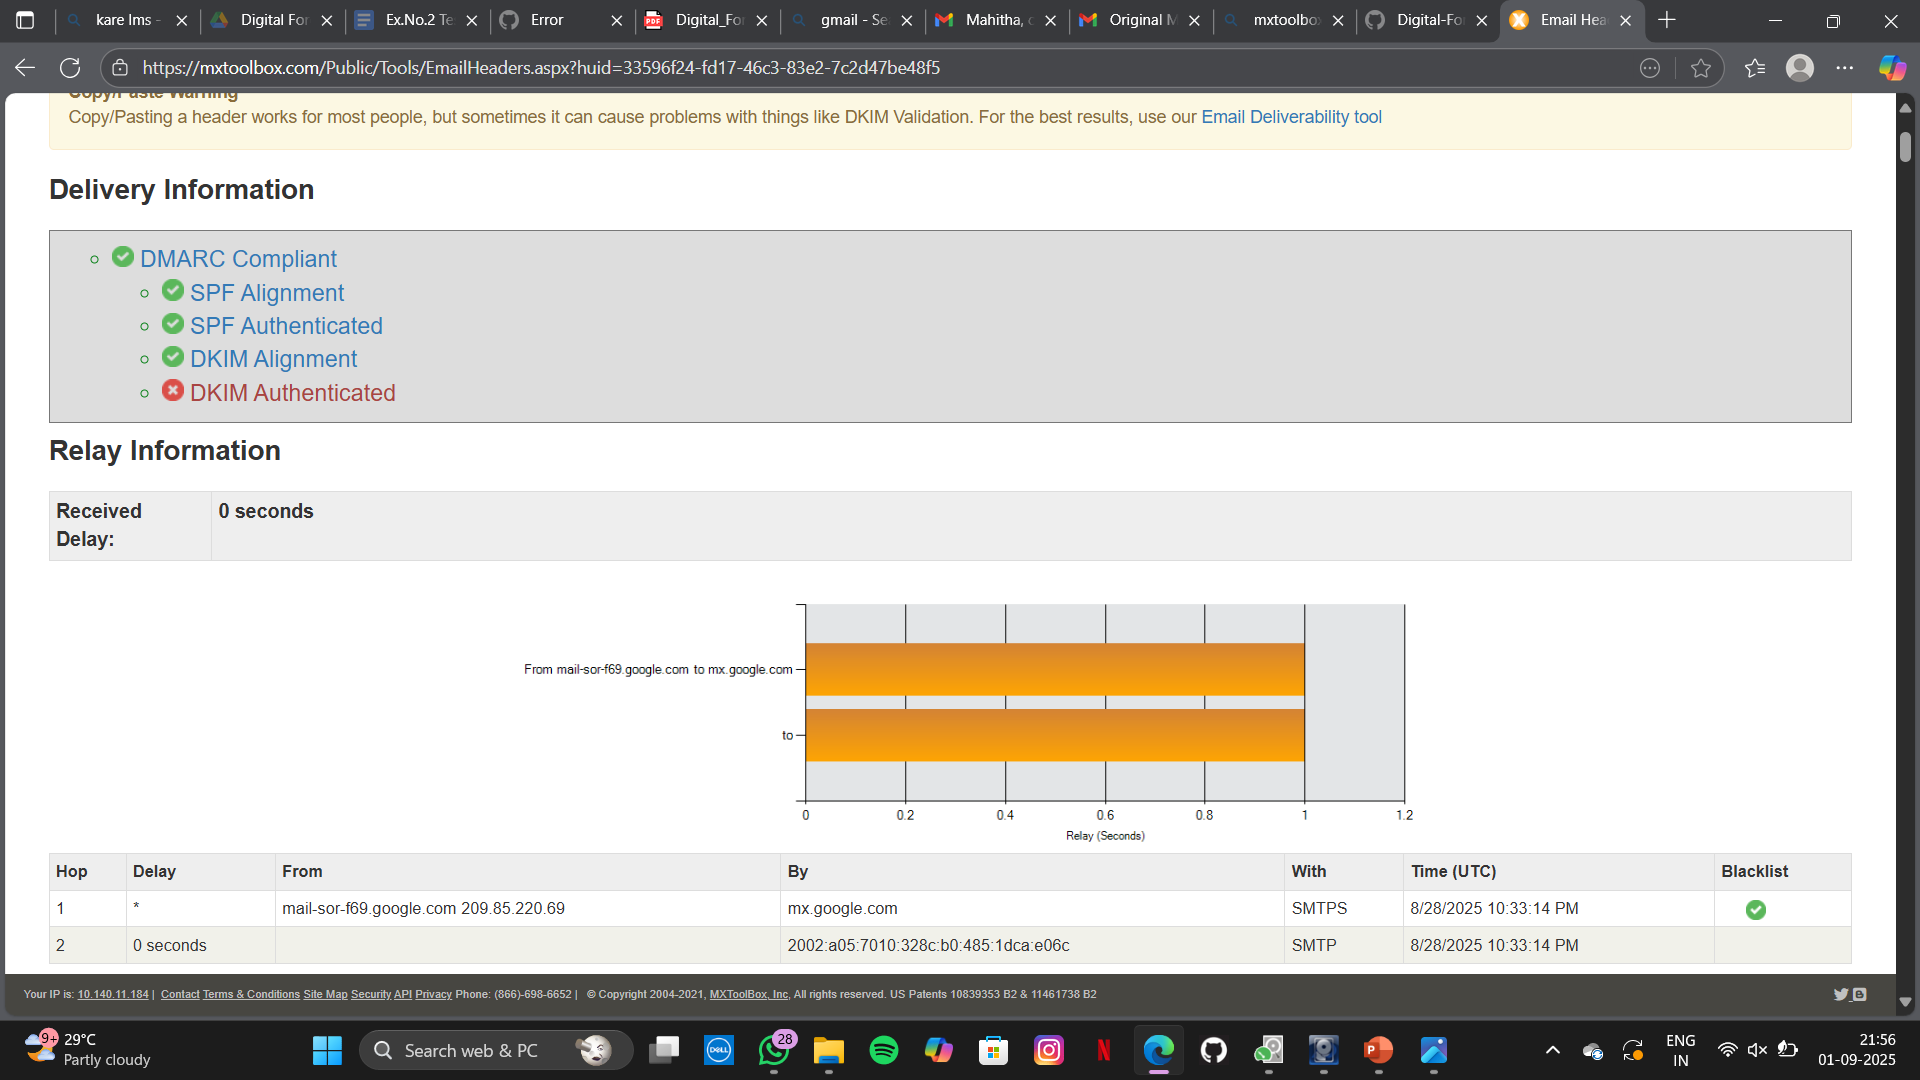 kare lms -
Digital For
Ex.No.2 Te
Error
Digital_For
gmail - Se
Mahitha, c
Original M
mxtoolbo
Digital-Fo
Email Hea
https://mxtoolbox.com/Public/Tools/EmailHeaders.aspx?huid=33596f24-fd17-46c3-83e2-7c2d47be48f5
Copy/Paste Warning
Copy/Pasting a header works for most people, but sometimes it can cause problems with things like DKIM Validation. For the best results, use our Email Deliverability tool
Delivery Information
DMARC Compliant
SPF Alignment
SPF Authenticated
DKIM Alignment
DKIM Authenticated
Relay Information
Received Delay: 0 seconds
From mail-sor-f69.google.com to mx.google.com
to
0 0.2 0.4 0.6 0.8 1 1.2
Relay (Seconds)
Hop Delay From By With Time (UTC) Blacklist
1 * mail-sor-f69.google.com 209.85.220.69 mx.google.com SMTPS 8/28/2025 10:33:14 PM
2 0 seconds 2002:a05:7010:328c:b0:485:1dca:e06c SMTP 8/28/2025 10:33:14 PM
Your IP is: 10.140.11.184 | Contact Terms & Conditions Site Map Security API Privacy Phone: (866)-698-6652 | © Copyright 2004-2021, MXToolBox, Inc, All rights reserved. US Patents 10839353 B2 & 11461738 B2
9+
29°C
Partly cloudy
Search web & PC
DELL
28
N
P
ENG
IN
21:56
01-09-2025